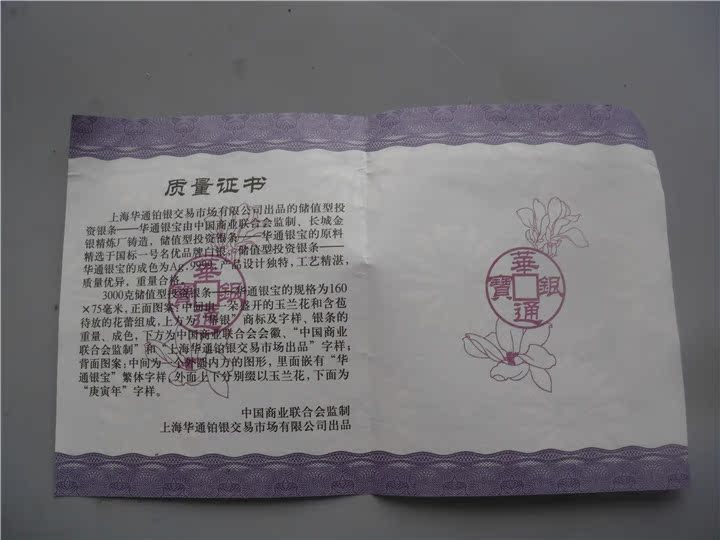 质量证书
上海华通铂银交易市场有限公司出品的储值型投
资银条——华通银宝由中国商业联合会监制、长城金
银精炼厂铸造，储值型投资银条——华通银宝的原料
精选于国标一号名优品牌白银，储值型投资银条——
华通银宝的成色为Ag.9999，产品设计独特，工艺精湛，
质量优异，重量合格。
3000克储值型投资银条——华通银宝的规格为160
×75毫米，正面图案：中间由一朵盛开的玉兰花和含苞
待放的花蕾组成，上方为“华银”商标及字样、银条的
重量、成色，下方为中国商业联合会会徽、“中国商业
联合会监制”和“上海华通铂银交易市场出品”字样；
背面图案：中间为一个外圆内方的图形，里面嵌有“华
通银宝”繁体字样，外面上下分别缀以玉兰花，下面为
“庚寅年”字样。
中国商业联合会监制
上海华通铂银交易市场有限公司出品
華
寶銀
通
華
寶銀
通